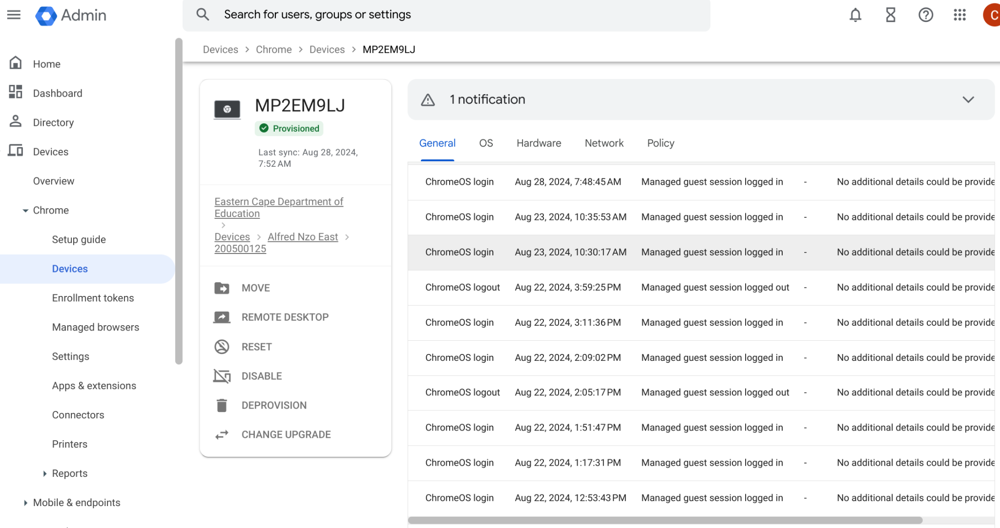 Admin
Search for users, groups or settings
C
Home
Dashboard
Directory
Devices
Overview
Chrome
Setup guide
Devices
Enrollment tokens
Managed browsers
Settings
Apps & extensions
Connectors
Printers
Reports
Mobile & endpoints
Devices > Chrome > Devices > MP2EM9LJ
MP2EM9LJ
Provisioned
Last sync: Aug 28, 2024,
7:52 AM
Eastern Cape Department of
Education
>
Devices > Alfred Nzo East >
200500125
MOVE
REMOTE DESKTOP
RESET
DISABLE
DEPROVISION
CHANGE UPGRADE
1 notification
General OS Hardware Network Policy
ChromeOS login Aug 28, 2024, 7:48:45 AM Managed guest session logged in - No additional details could be provide
ChromeOS login Aug 23, 2024, 10:35:53 AM Managed guest session logged in - No additional details could be provide
ChromeOS login Aug 23, 2024, 10:30:17 AM Managed guest session logged in - No additional details could be provide
ChromeOS logout Aug 22, 2024, 3:59:25 PM Managed guest session logged out - No additional details could be provide
ChromeOS login Aug 22, 2024, 3:11:36 PM Managed guest session logged in - No additional details could be provide
ChromeOS login Aug 22, 2024, 2:09:02 PM Managed guest session logged in - No additional details could be provide
ChromeOS logout Aug 22, 2024, 2:05:17 PM Managed guest session logged out - No additional details could be provide
ChromeOS login Aug 22, 2024, 1:51:47 PM Managed guest session logged in - No additional details could be provide
ChromeOS login Aug 22, 2024, 1:17:31 PM Managed guest session logged in - No additional details could be provide
ChromeOS login Aug 22, 2024, 12:53:43 PM Managed guest session logged in - No additional details could be provide